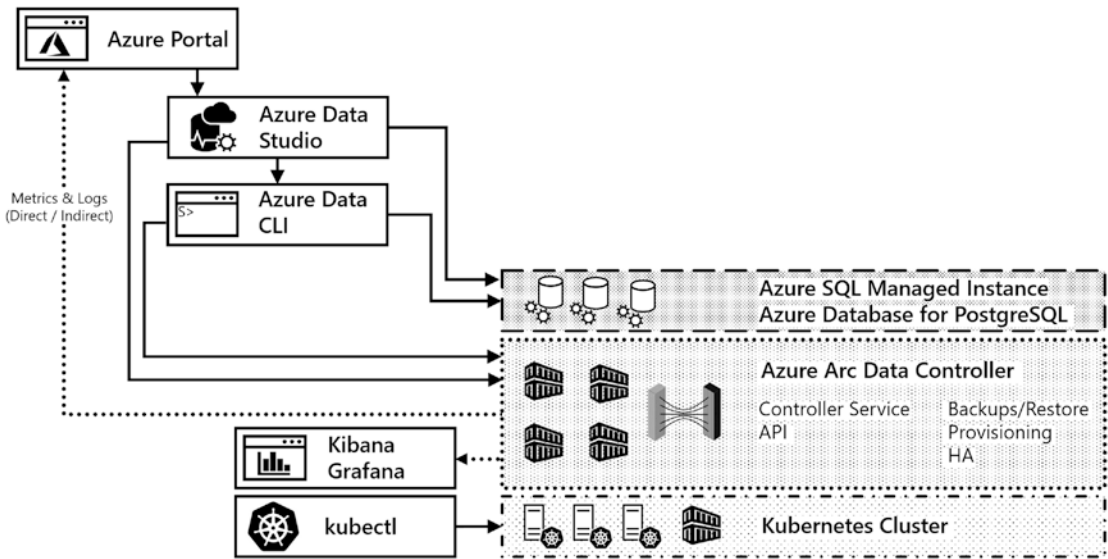 Azure Portal
Azure Data
Studio
Metrics & Logs
(Direct / Indirect)
S>
Azure Data
CLI
Azure SQL Managed Instance
Azure Database for PostgreSQL
Azure Arc Data Controller
Controller Service
API
Backups/Restore
Provisioning
HA
Kibana
Grafana
kubectl
Kubernetes Cluster